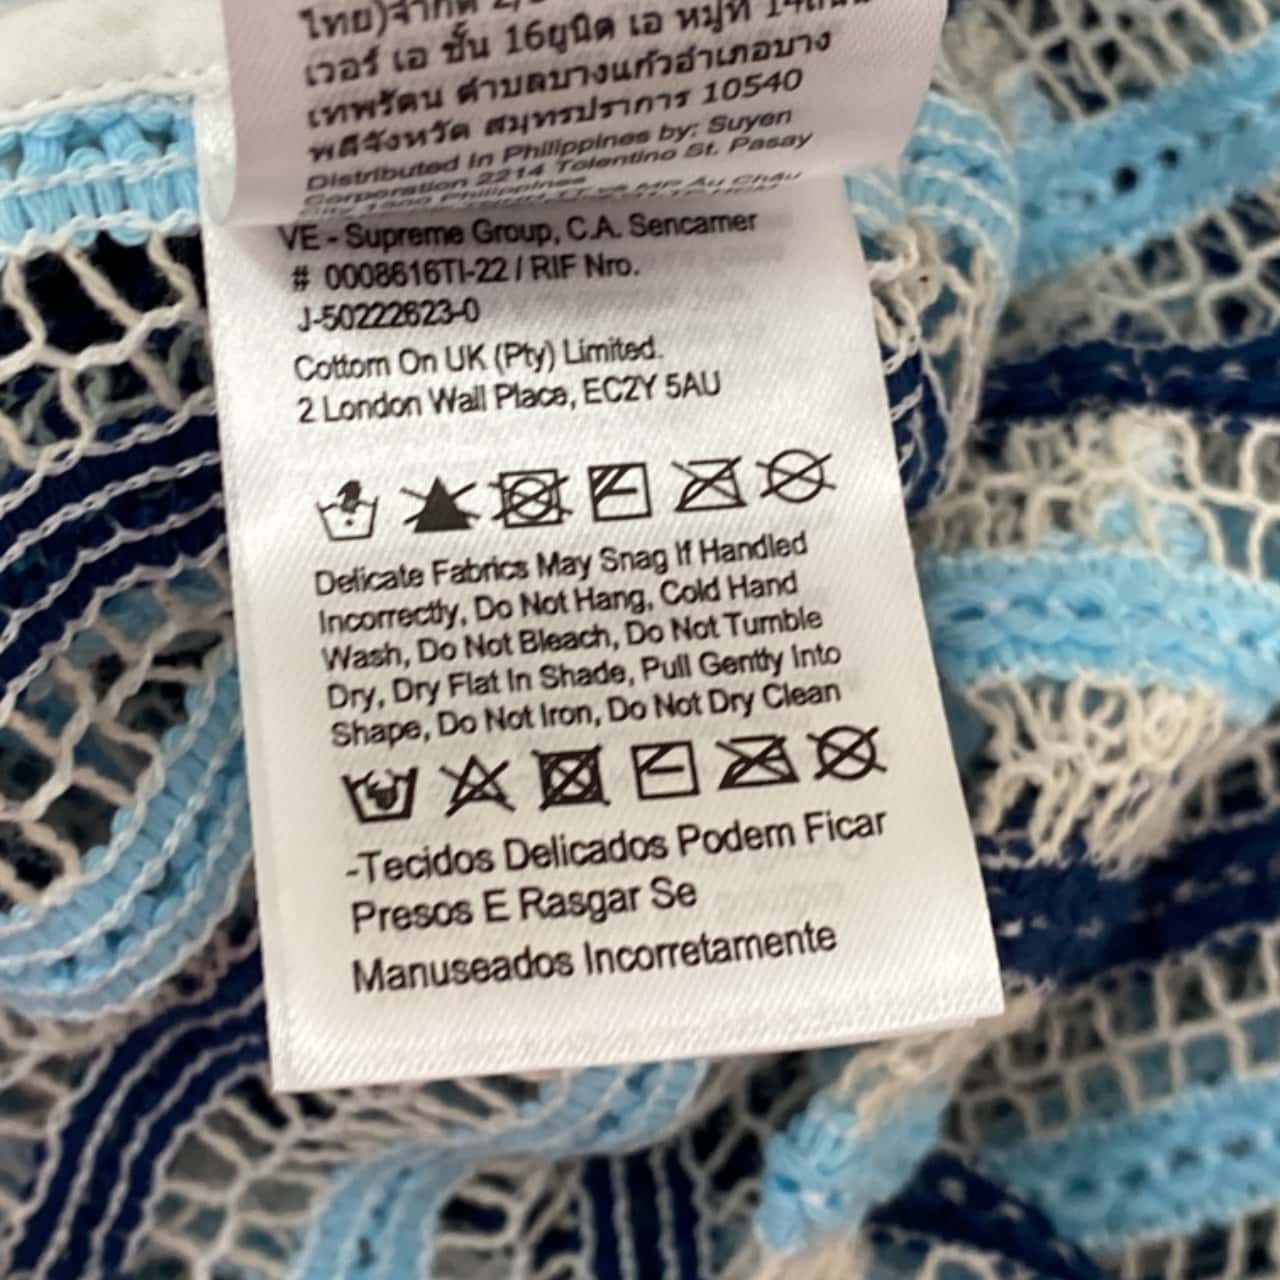 ไทย)จำกัด
เวอร์ เอ ชั้น 16ยูนิต เอ หมู่ที่
เทพรัตน ตำบลบางแก้วอำเภอบาง
พลีจังหวัด สมุทรปราการ 10540
Distributed In Philippines by: Suyen
Corporation 2214 Tolentino St. Pasay
City 1300 Philippines
VE - Supreme Group, C.A. Sencamer
# 0008616TI-22 / RIF Nro.
J-50222623-0
Cottom On UK (Pty) Limited.
2 London Wall Place, EC2Y 5AU
Delicate Fabrics May Snag If Handled
Incorrectly, Do Not Hang, Cold Hand
Wash, Do Not Bleach, Do Not Tumble
Dry, Dry Flat In Shade, Pull Gently Into
Shape, Do Not Iron, Do Not Dry Clean
-Tecidos Delicados Podem Ficar
Presos E Rasgar Se
Manuseados Incorretamente